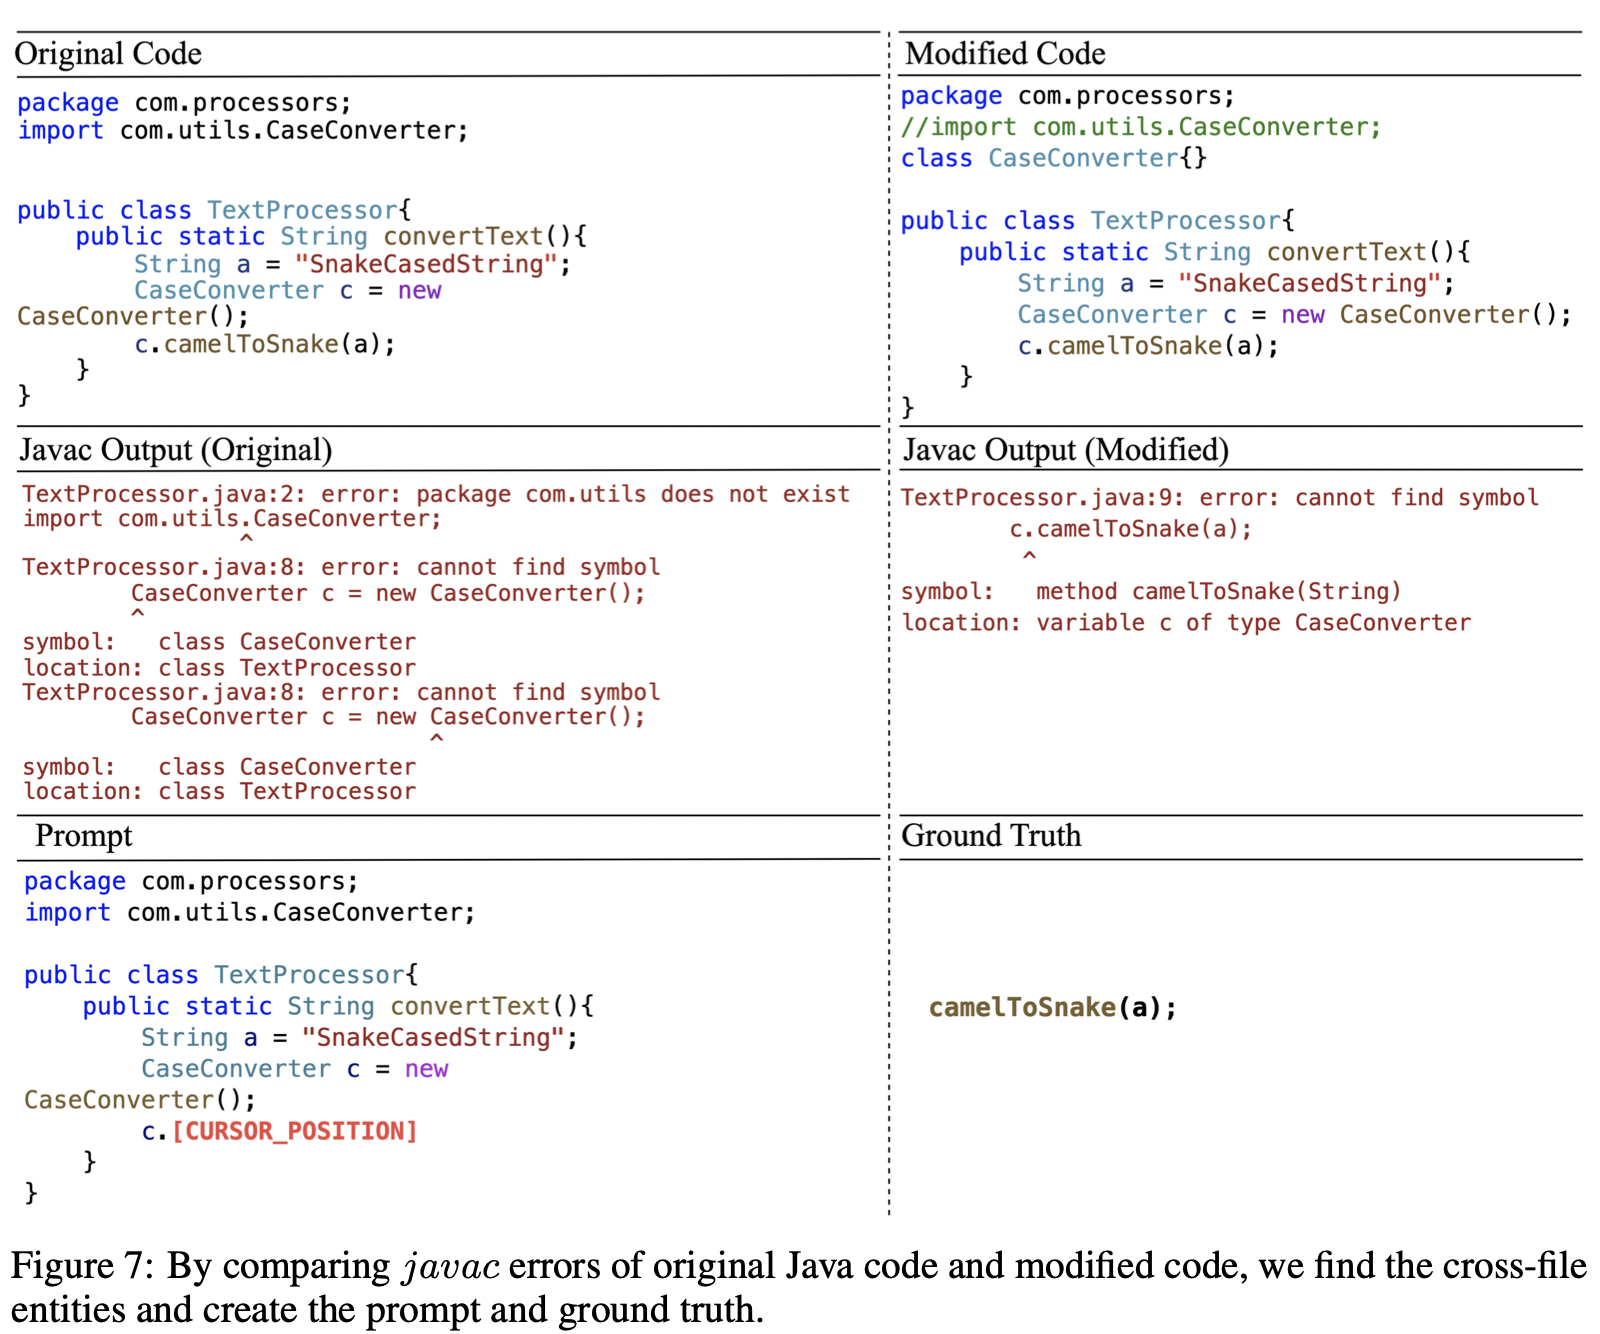 Original Code
package com.processors;
import com.utils.CaseConverter;
public class TextProcessor{
    public static String convertText(){
        String a = "SnakeCasedString";
        CaseConverter c = new
CaseConverter();
        c.camelToSnake(a);
    }
}
Modified Code
package com.processors;
//import com.utils.CaseConverter;
class CaseConverter{}
public class TextProcessor{
    public static String convertText(){
        String a = "SnakeCasedString";
        CaseConverter c = new CaseConverter();
        c.camelToSnake(a);
    }
}
Javac Output (Original)
TextProcessor.java:2: error: package com.utils does not exist
import com.utils.CaseConverter;
                ^
TextProcessor.java:8: error: cannot find symbol
        CaseConverter c = new CaseConverter();
        ^
symbol:   class CaseConverter
location: class TextProcessor
TextProcessor.java:8: error: cannot find symbol
        CaseConverter c = new CaseConverter();
                              ^
symbol:   class CaseConverter
location: class TextProcessor
Javac Output (Modified)
TextProcessor.java:9: error: cannot find symbol
        c.camelToSnake(a);
         ^
symbol:   method camelToSnake(String)
location: variable c of type CaseConverter
Prompt
package com.processors;
import com.utils.CaseConverter;
public class TextProcessor{
    public static String convertText(){
        String a = "SnakeCasedString";
        CaseConverter c = new
CaseConverter();
        c.[CURSOR_POSITION]
    }
}
Ground Truth
camelToSnake(a);
Figure 7: By comparing javac errors of original Java code and modified code, we find the cross-file
entities and create the prompt and ground truth.